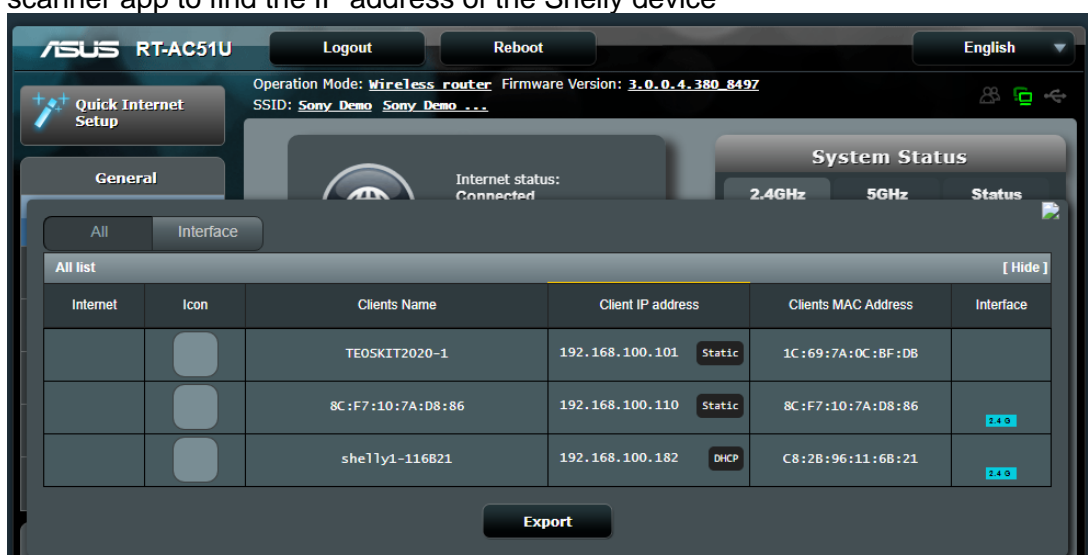 scanner app to find the IP address of the Shelly device
ASUS RT-AC51U Logout Reboot English
Operation Mode: Wireless router Firmware Version: 3.0.0.4.380_8497
SSID: Sony Demo Sony Demo ...
Quick Internet
Setup
General
Internet status:
Connected
System Status
2.4GHz 5GHz Status
All Interface
All list [ Hide ]
Internet Icon Clients Name Client IP address Clients MAC Address Interface
TEOSKIT2020-1 192.168.100.101 Static 1C:69:7A:0C:BF:DB
8C:F7:10:7A:D8:86 192.168.100.110 Static 8C:F7:10:7A:D8:86 2.4 G
shelly1-116B21 192.168.100.182 DHCP C8:2B:96:11:6B:21 2.4 G
Export